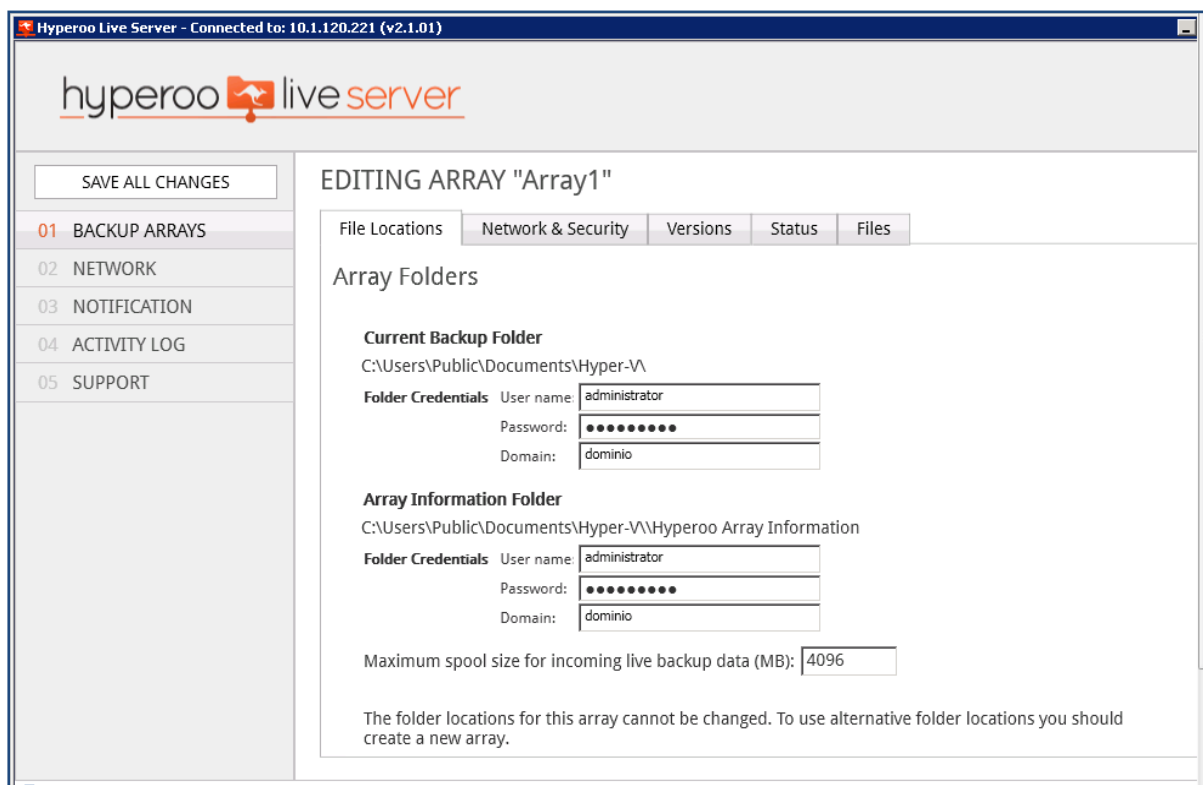 Hyperoo Live Server - Connected to: 10.1.120.221 (v2.1.01)
hyperoo live server
SAVE ALL CHANGES
01 BACKUP ARRAYS
02 NETWORK
03 NOTIFICATION
04 ACTIVITY LOG
05 SUPPORT
EDITING ARRAY "Array1"
File Locations Network & Security Versions Status Files
Array Folders
Current Backup Folder
C:\Users\Public\Documents\Hyper-V\
Folder Credentials User name: administrator
Password: ●●●●●●●●●
Domain: dominio
Array Information Folder
C:\Users\Public\Documents\Hyper-V\\Hyperoo Array Information
Folder Credentials User name: administrator
Password: ●●●●●●●●●
Domain: dominio
Maximum spool size for incoming live backup data (MB): 4096
The folder locations for this array cannot be changed. To use alternative folder locations you should
create a new array.